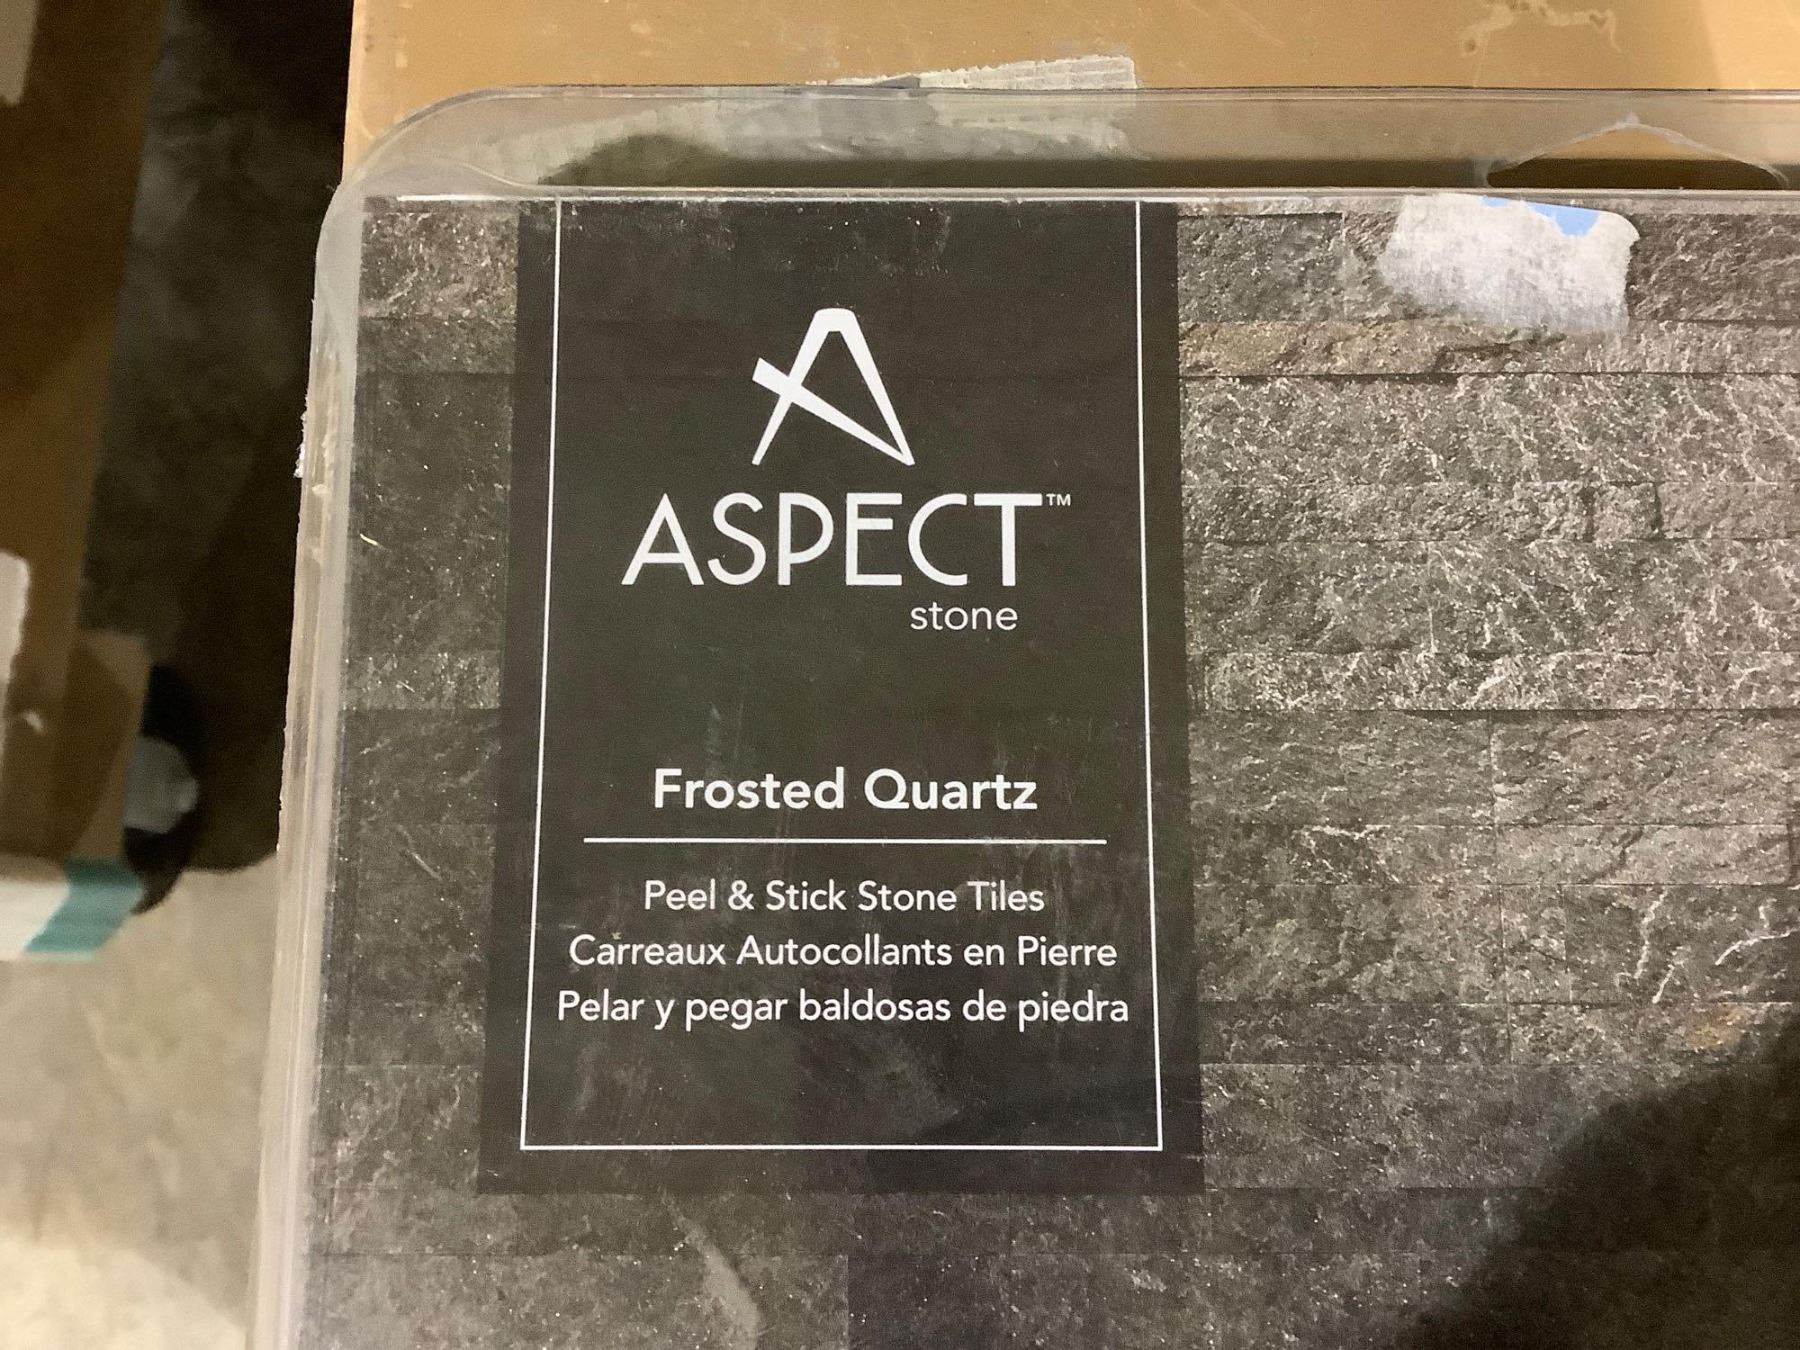 ASPECT™
stone
Frosted Quartz
Peel & Stick Stone Tiles
Carreaux Autocollants en Pierre
Pelar y pegar baldosas de piedra